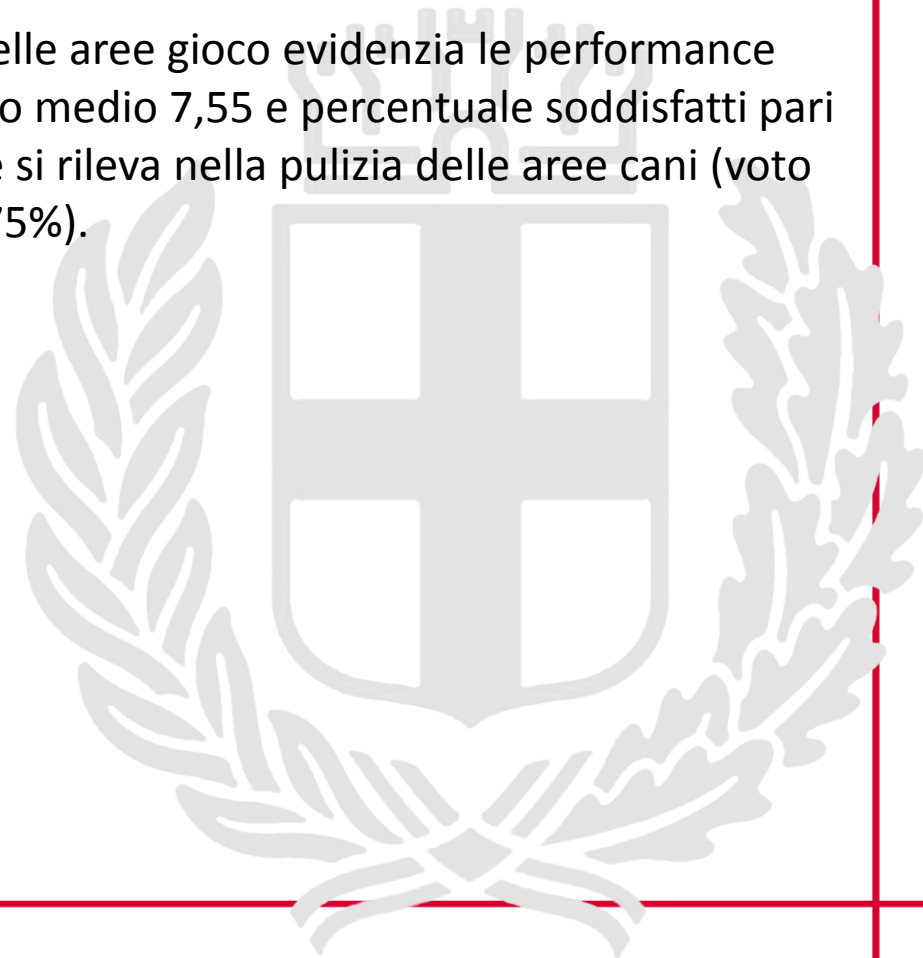 elle aree gioco evidenzia le performance
o medio 7,55 e percentuale soddisfatti pari
e si rileva nella pulizia delle aree cani (voto
75%).